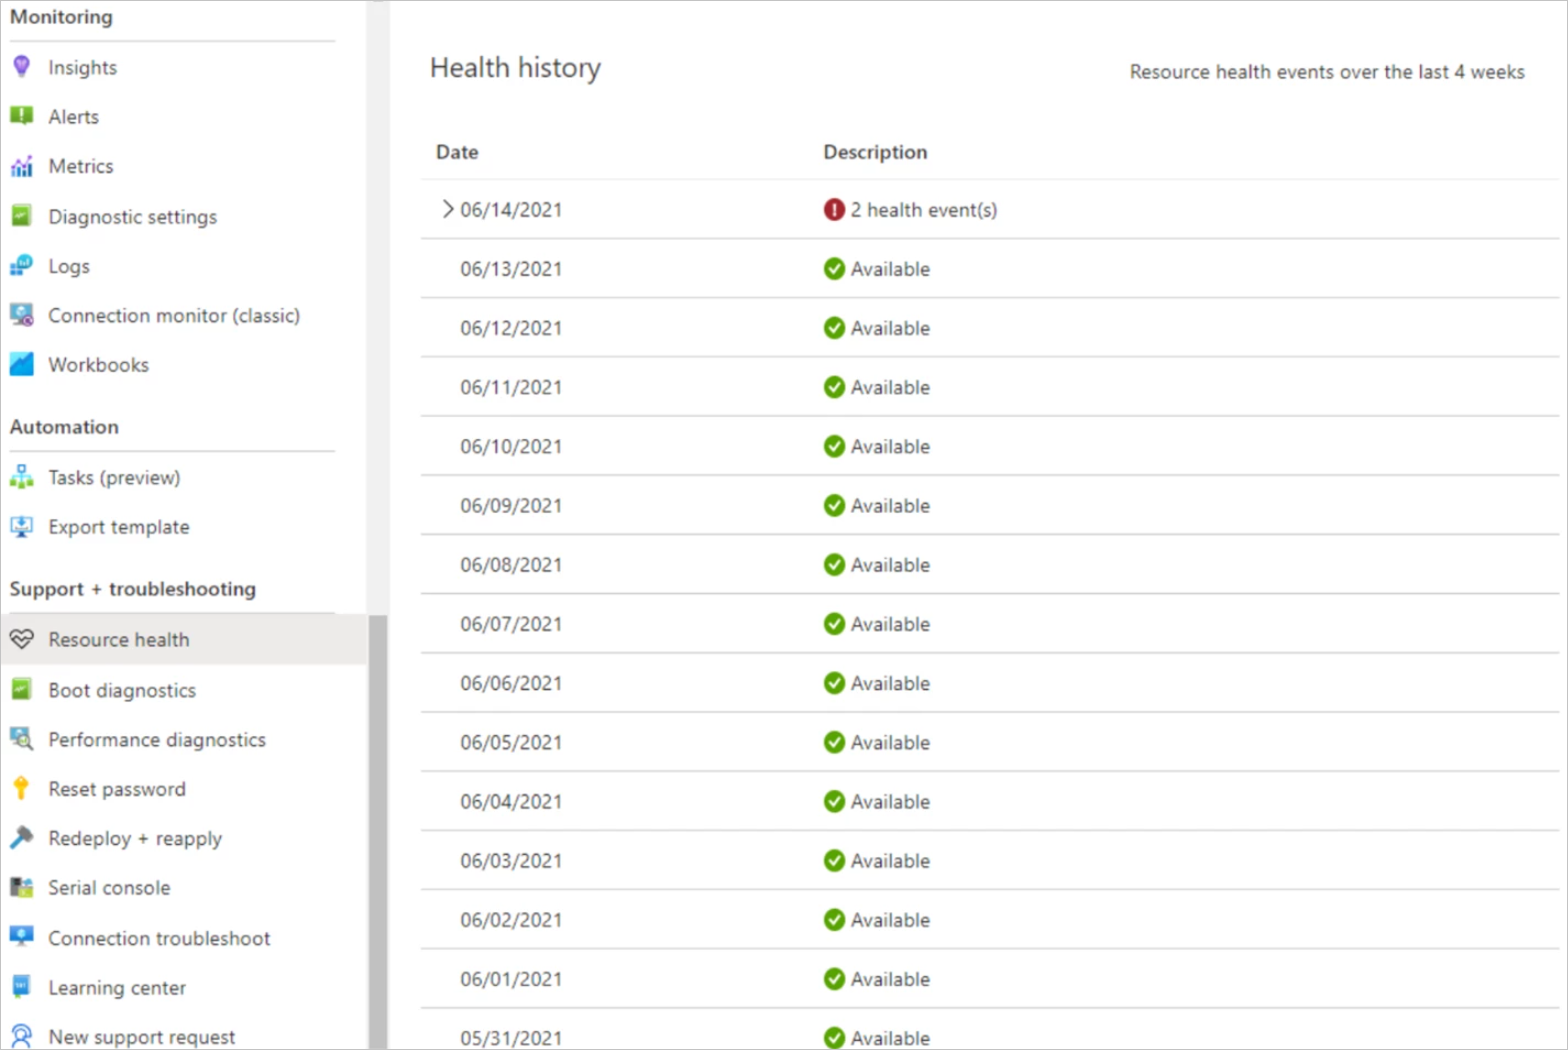 Monitoring
Insights
Alerts
Metrics
Diagnostic settings
Logs
Connection monitor (classic)
Workbooks
Automation
Tasks (preview)
Export template
Support + troubleshooting
Resource health
Boot diagnostics
Performance diagnostics
Reset password
Redeploy + reapply
Serial console
Connection troubleshoot
Learning center
New support request
Health history
Resource health events over the last 4 weeks
Date Description
06/14/2021 2 health event(s)
06/13/2021 Available
06/12/2021 Available
06/11/2021 Available
06/10/2021 Available
06/09/2021 Available
06/08/2021 Available
06/07/2021 Available
06/06/2021 Available
06/05/2021 Available
06/04/2021 Available
06/03/2021 Available
06/02/2021 Available
06/01/2021 Available
05/31/2021 Available